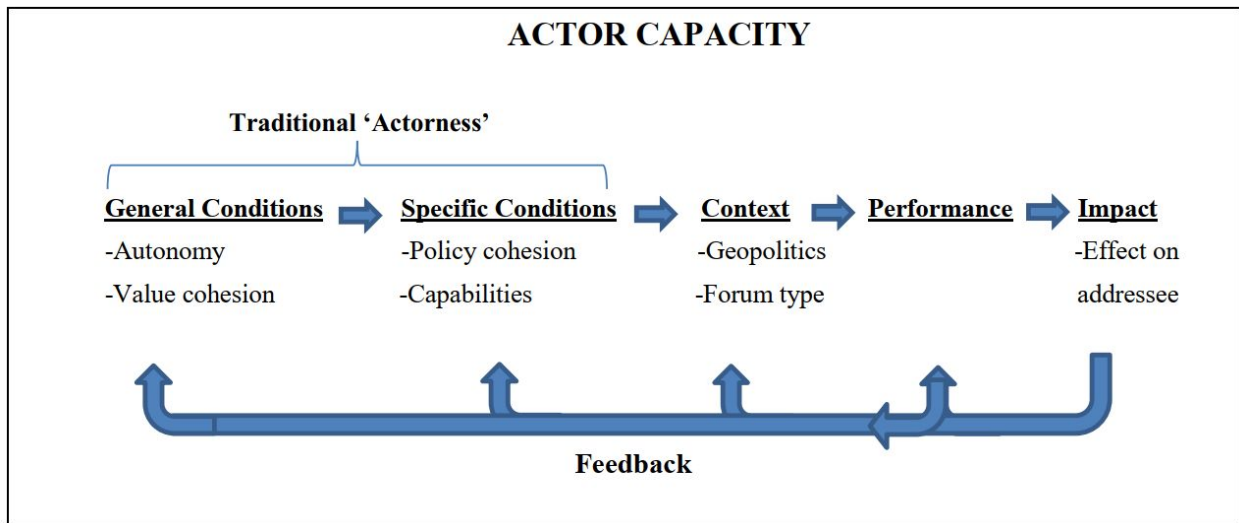 ACTOR CAPACITY
Traditional ‘Actorness’
General Conditions
-Autonomy
-Value cohesion
Specific Conditions
-Policy cohesion
-Capabilities
Context
-Geopolitics
-Forum type
Performance
Impact
-Effect on
addressee
Feedback